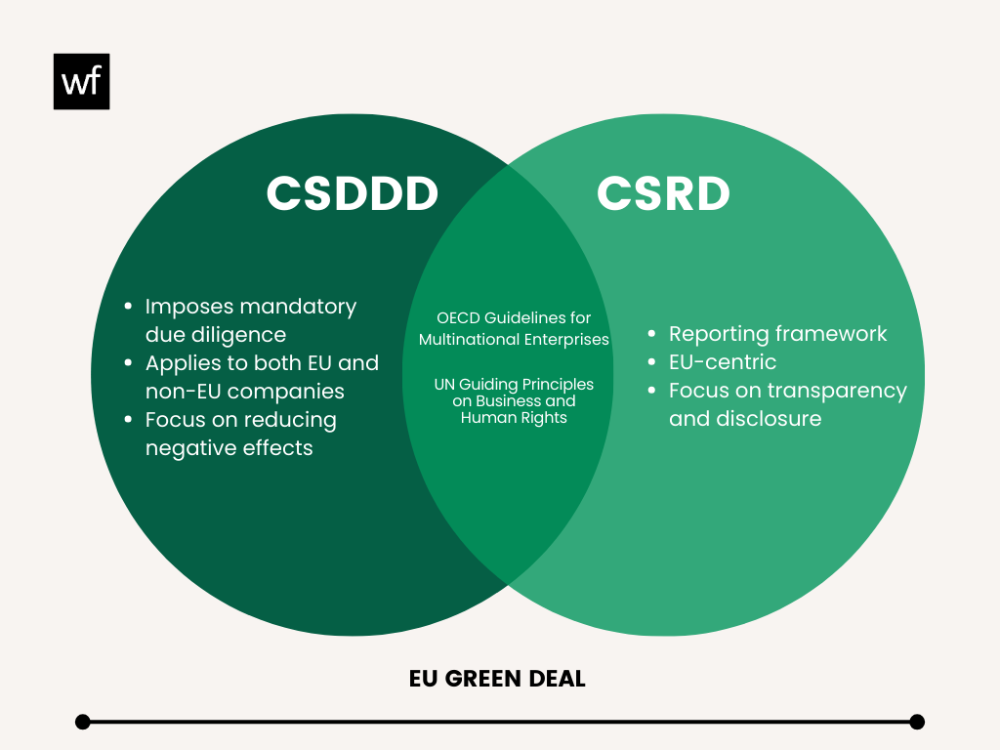 wf
CSDDD
CSRD
• Imposes mandatory
due diligence
• Applies to both EU and
non-EU companies
• Focus on reducing
negative effects
OECD Guidelines for
Multinational Enterprises
UN Guiding Principles
on Business and
Human Rights
• Reporting framework
• EU-centric
• Focus on transparency
and disclosure
EU GREEN DEAL